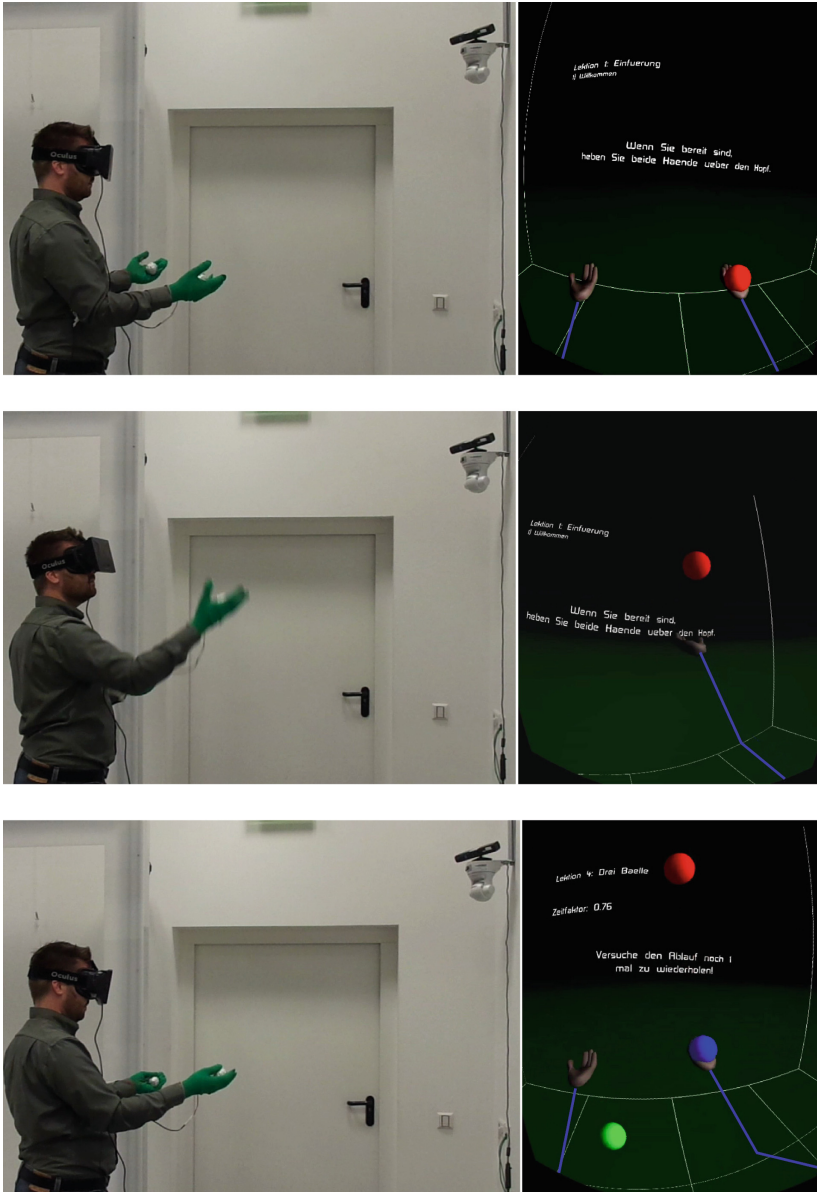 Oculus
Lektion 1: Einfuerung
1) Willkommen
Wenn Sie bereit sind,
heben Sie beide Haende ueber den Kopf.
Oculus
Lektion 1: Einfuerung
1) Willkommen
Wenn Sie bereit sind,
heben Sie beide Haende ueber den Kopf.
Oculus
Lektion 4: Drei Baelle
Zeitfaktor: 0.76
Versuche den Ablauf noch 1
mal zu wiederholen!